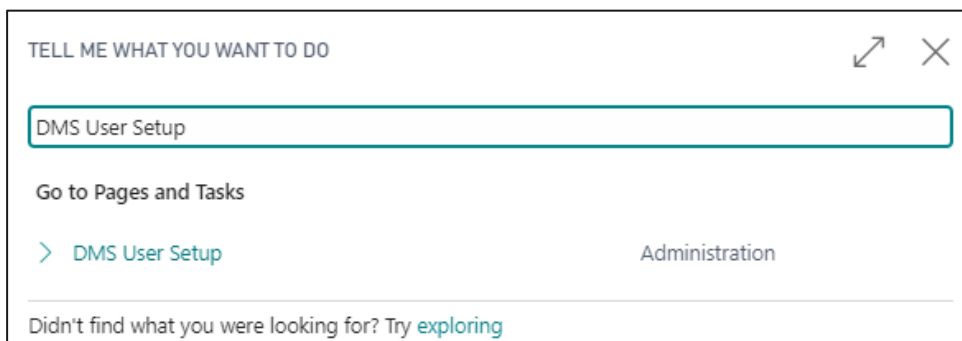 TELL ME WHAT YOU WANT TO DO
DMS User Setup
Go to Pages and Tasks
DMS User Setup Administration
Didn't find what you were looking for? Try exploring